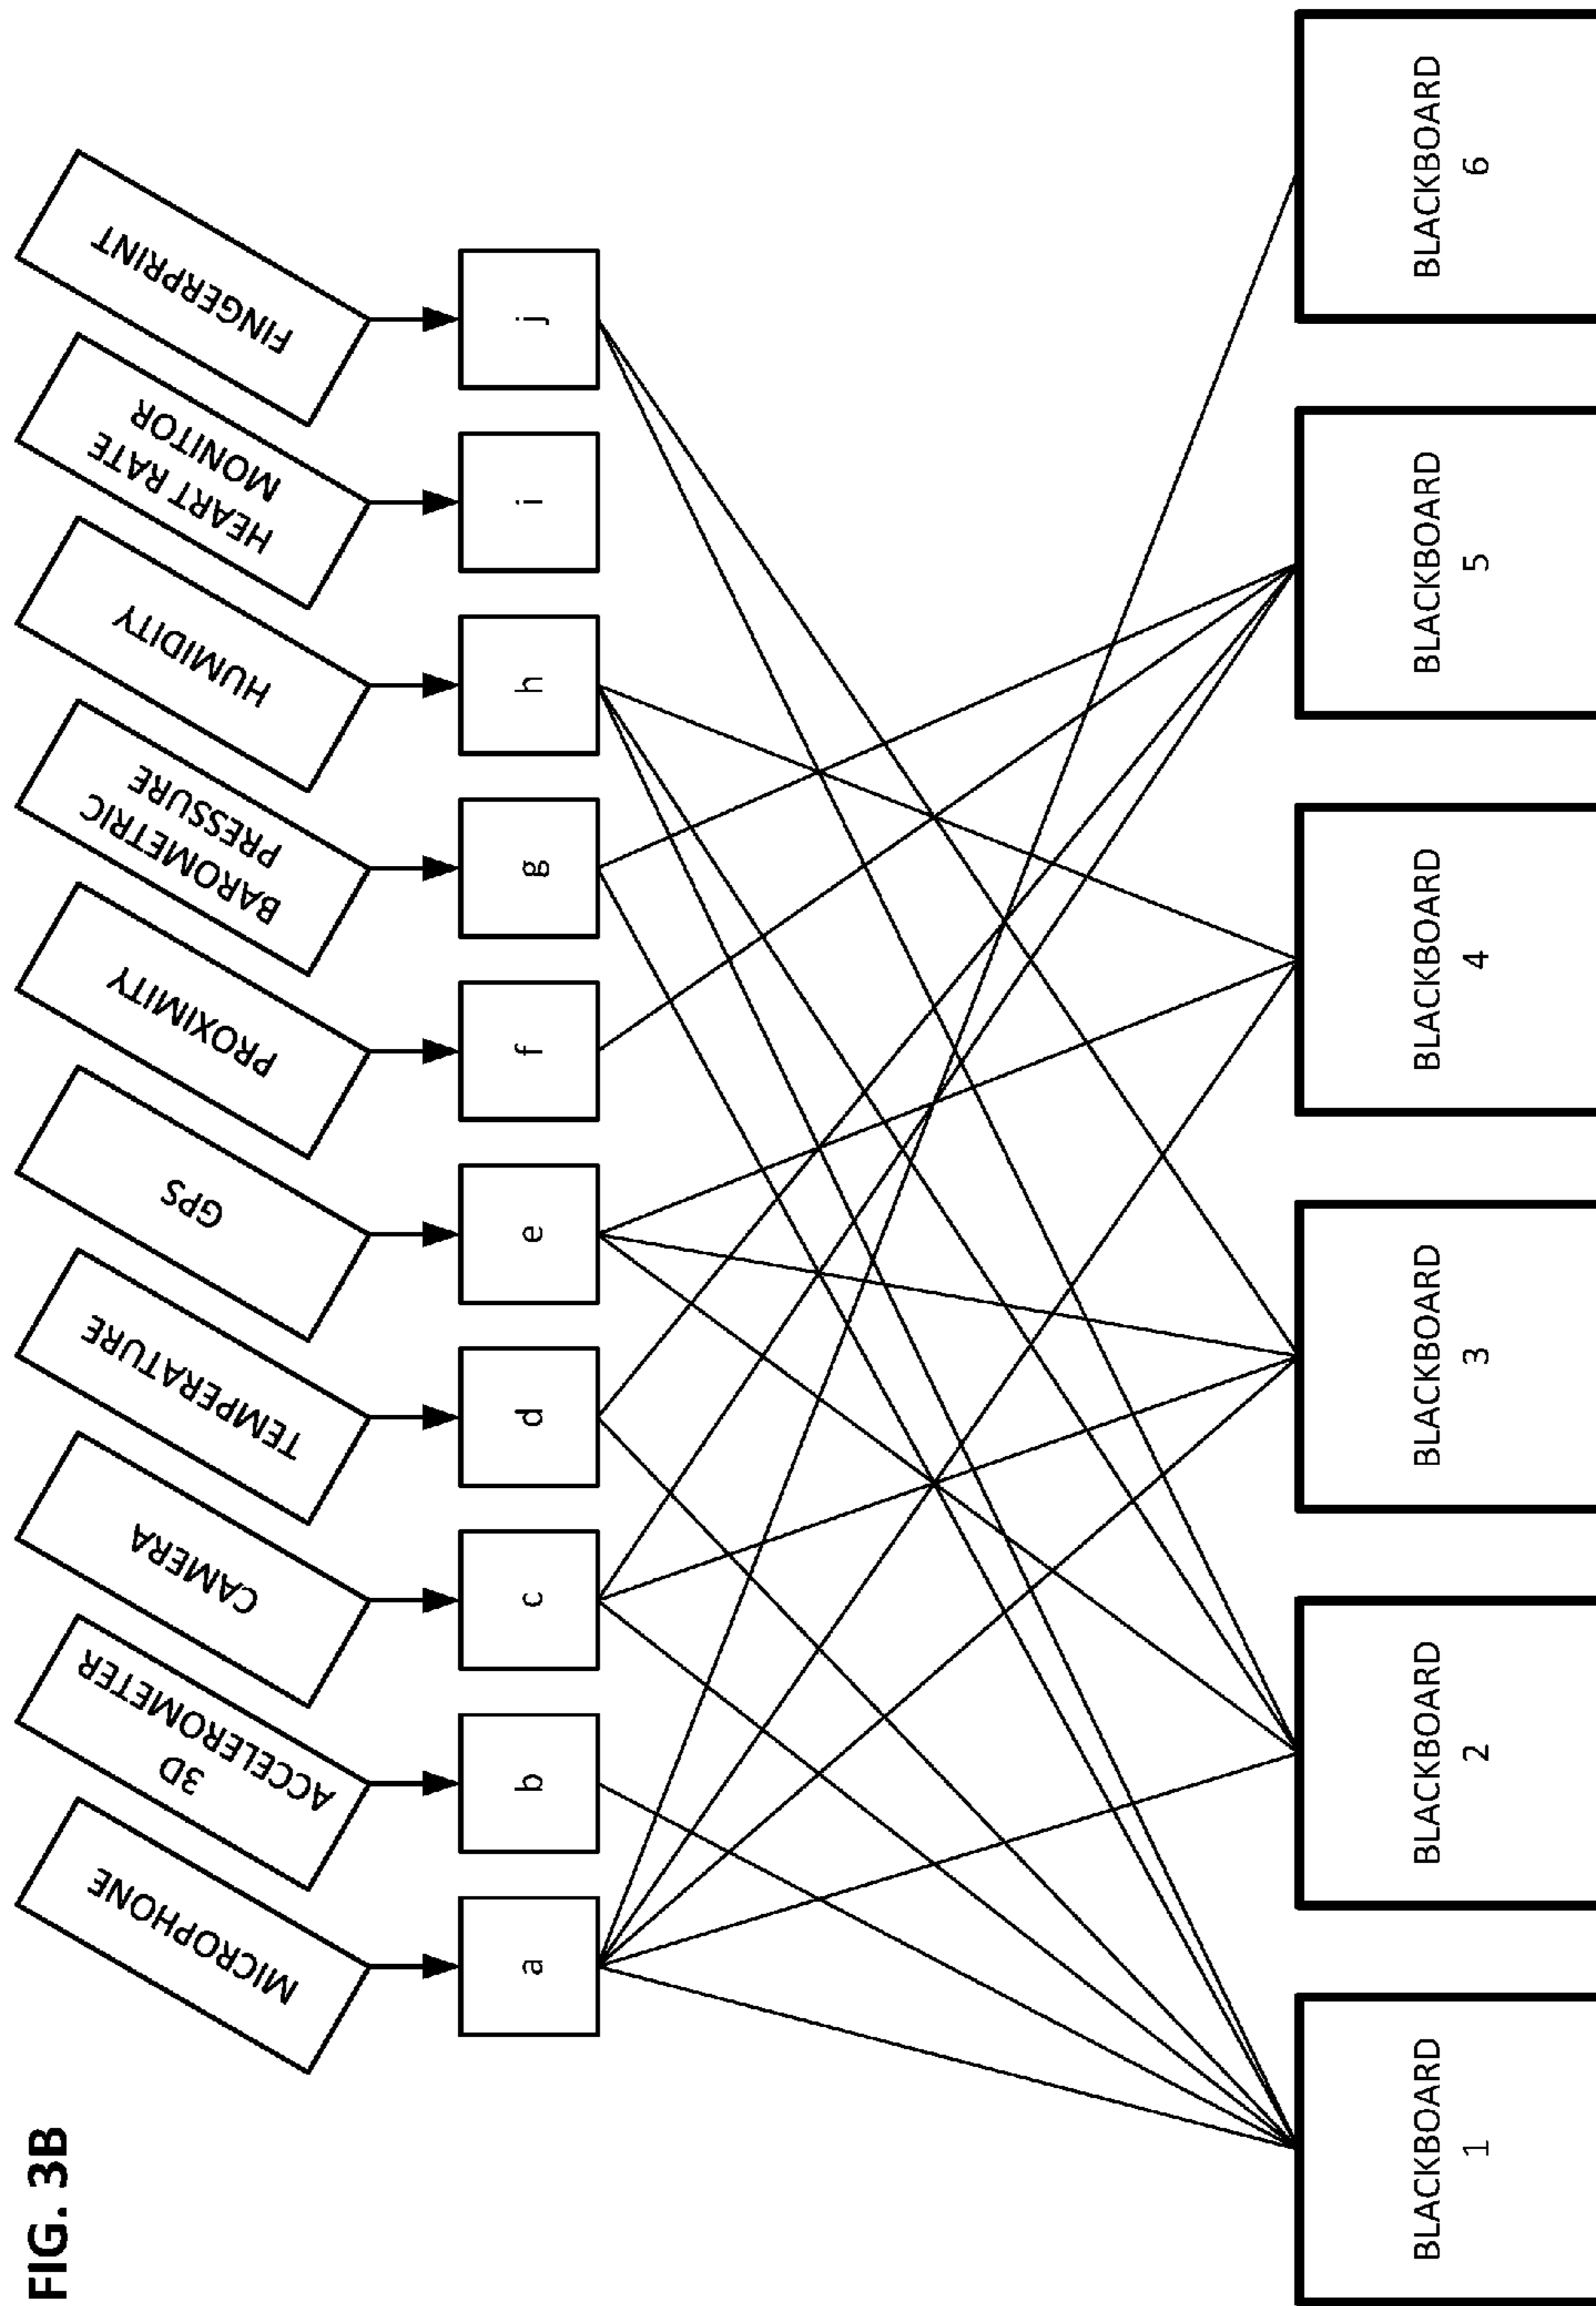 FIG. 3B
MICROPHONE
3D
ACCELEROMETER
CAMERA
TEMPERATURE
GPS
PROXIMITY
BAROMETRIC
PRESSURE
HUMIDITY
HEART RATE
MONITOR
FINGERPRINT
a
b
c
d
e
f
g
h
i
j
BLACKBOARD
1
BLACKBOARD
2
BLACKBOARD
3
BLACKBOARD
4
BLACKBOARD
5
BLACKBOARD
6